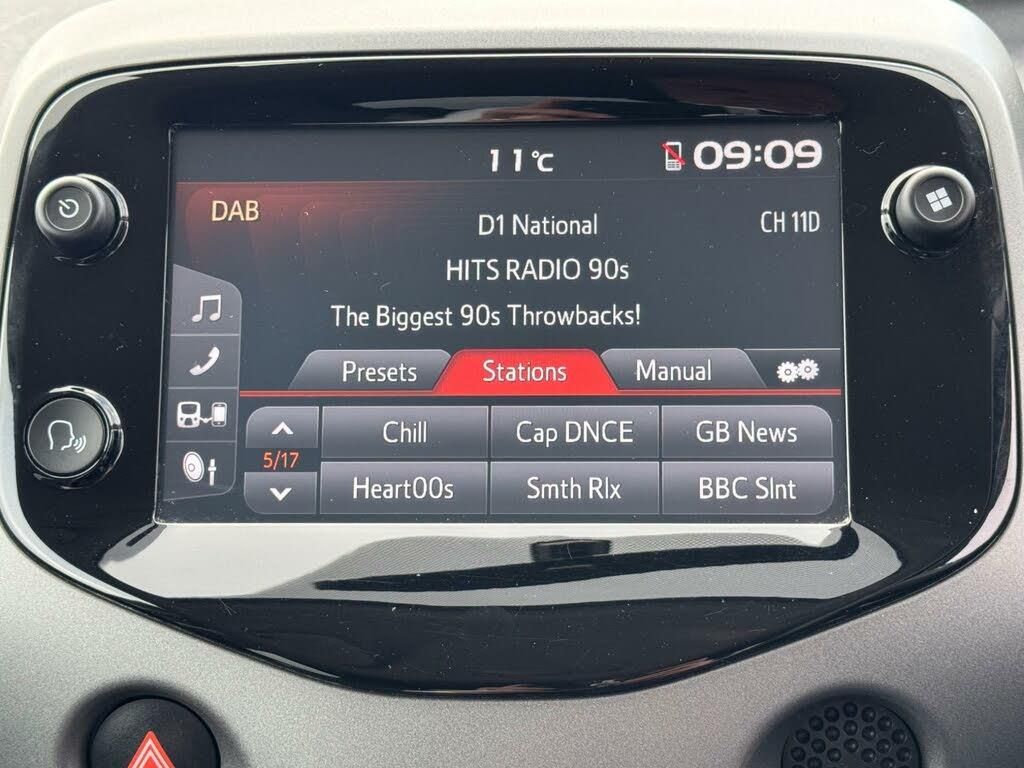 11°C
09:09
DAB
D1 National
CH 11D
HITS RADIO 90s
The Biggest 90s Throwbacks!
Presets
Stations
Manual
Chill
Cap DNCE
GB News
5/17
Heart00s
Smth Rlx
BBC Slnt